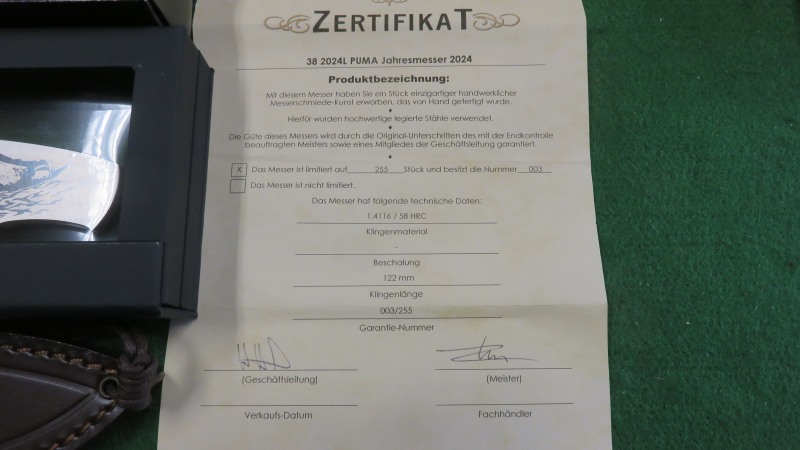 ZERTIFIKAT
38 2024L PUMA Jahresmesser 2024
Produktbezeichnung:
Mit diesem Messer haben Sie ein Stück einzigartiger handwerklicher
Messerschmiede-Kunst erworben, das von Hand gefertigt wurde.
Hierfür wurden hochwertige legierte Stähle verwendet.
Die Güte dieses Messers wird durch die Original-Unterschriften des mit der Endkontrolle
beauftragten Meisters sowie eines Mitgliedes der Geschäftsleitung garantiert.
X Das Messer ist limitiert auf 255 Stück und besitzt die Nummer 003
Das Messer ist nicht limitiert.
Das Messer hat folgende technische Daten:
1.4116 / 58 HRC
Klingenmaterial
-
Beschalung
122 mm
Klingenlänge
003/255
Garantie-Nummer
(Geschäftsleitung)
(Meister)
Verkaufs-Datum
Fachhändler